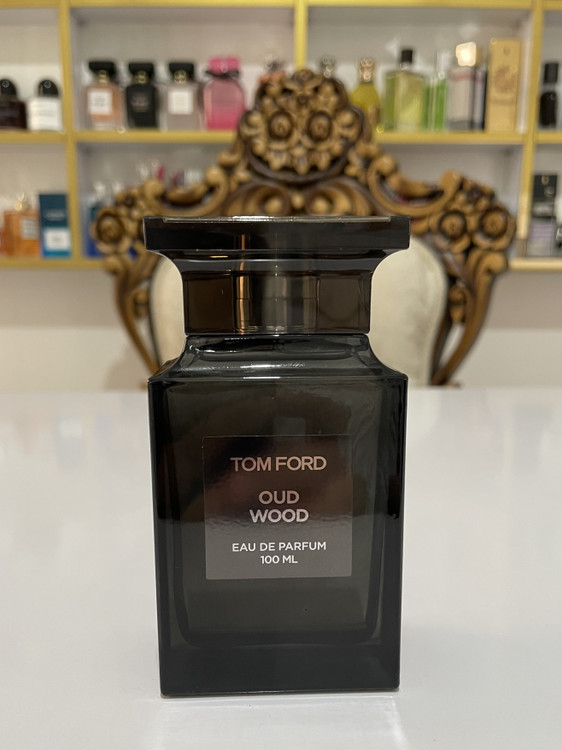 TOM FORD
OUD
WOOD
EAU DE PARFUM
100 ML